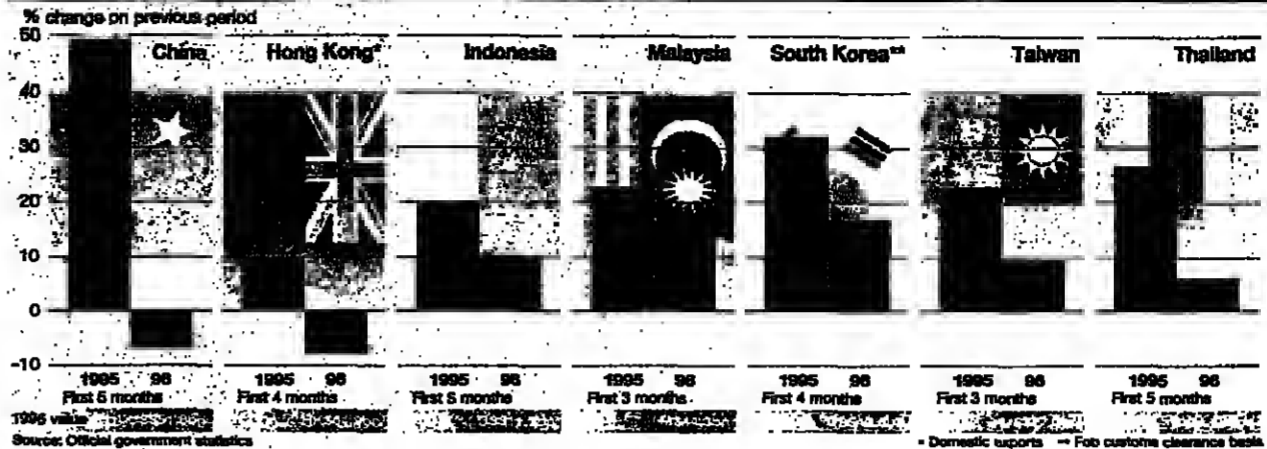 % change on previous period
China
Hong Kong*
Indonesia
Malaysia
South Korea**
Taiwan
Thailand
50
40
30
20
10
0
-10
1995 96 1995 96 1995 96 1995 96 1995 96 1995 96 1995 96
First 5 months First 4 months First 5 months First 3 months First 4 months First 3 months First 5 months
1996 value
Source: Official government statistics
* Domestic exports ** Fob customs clearance basis